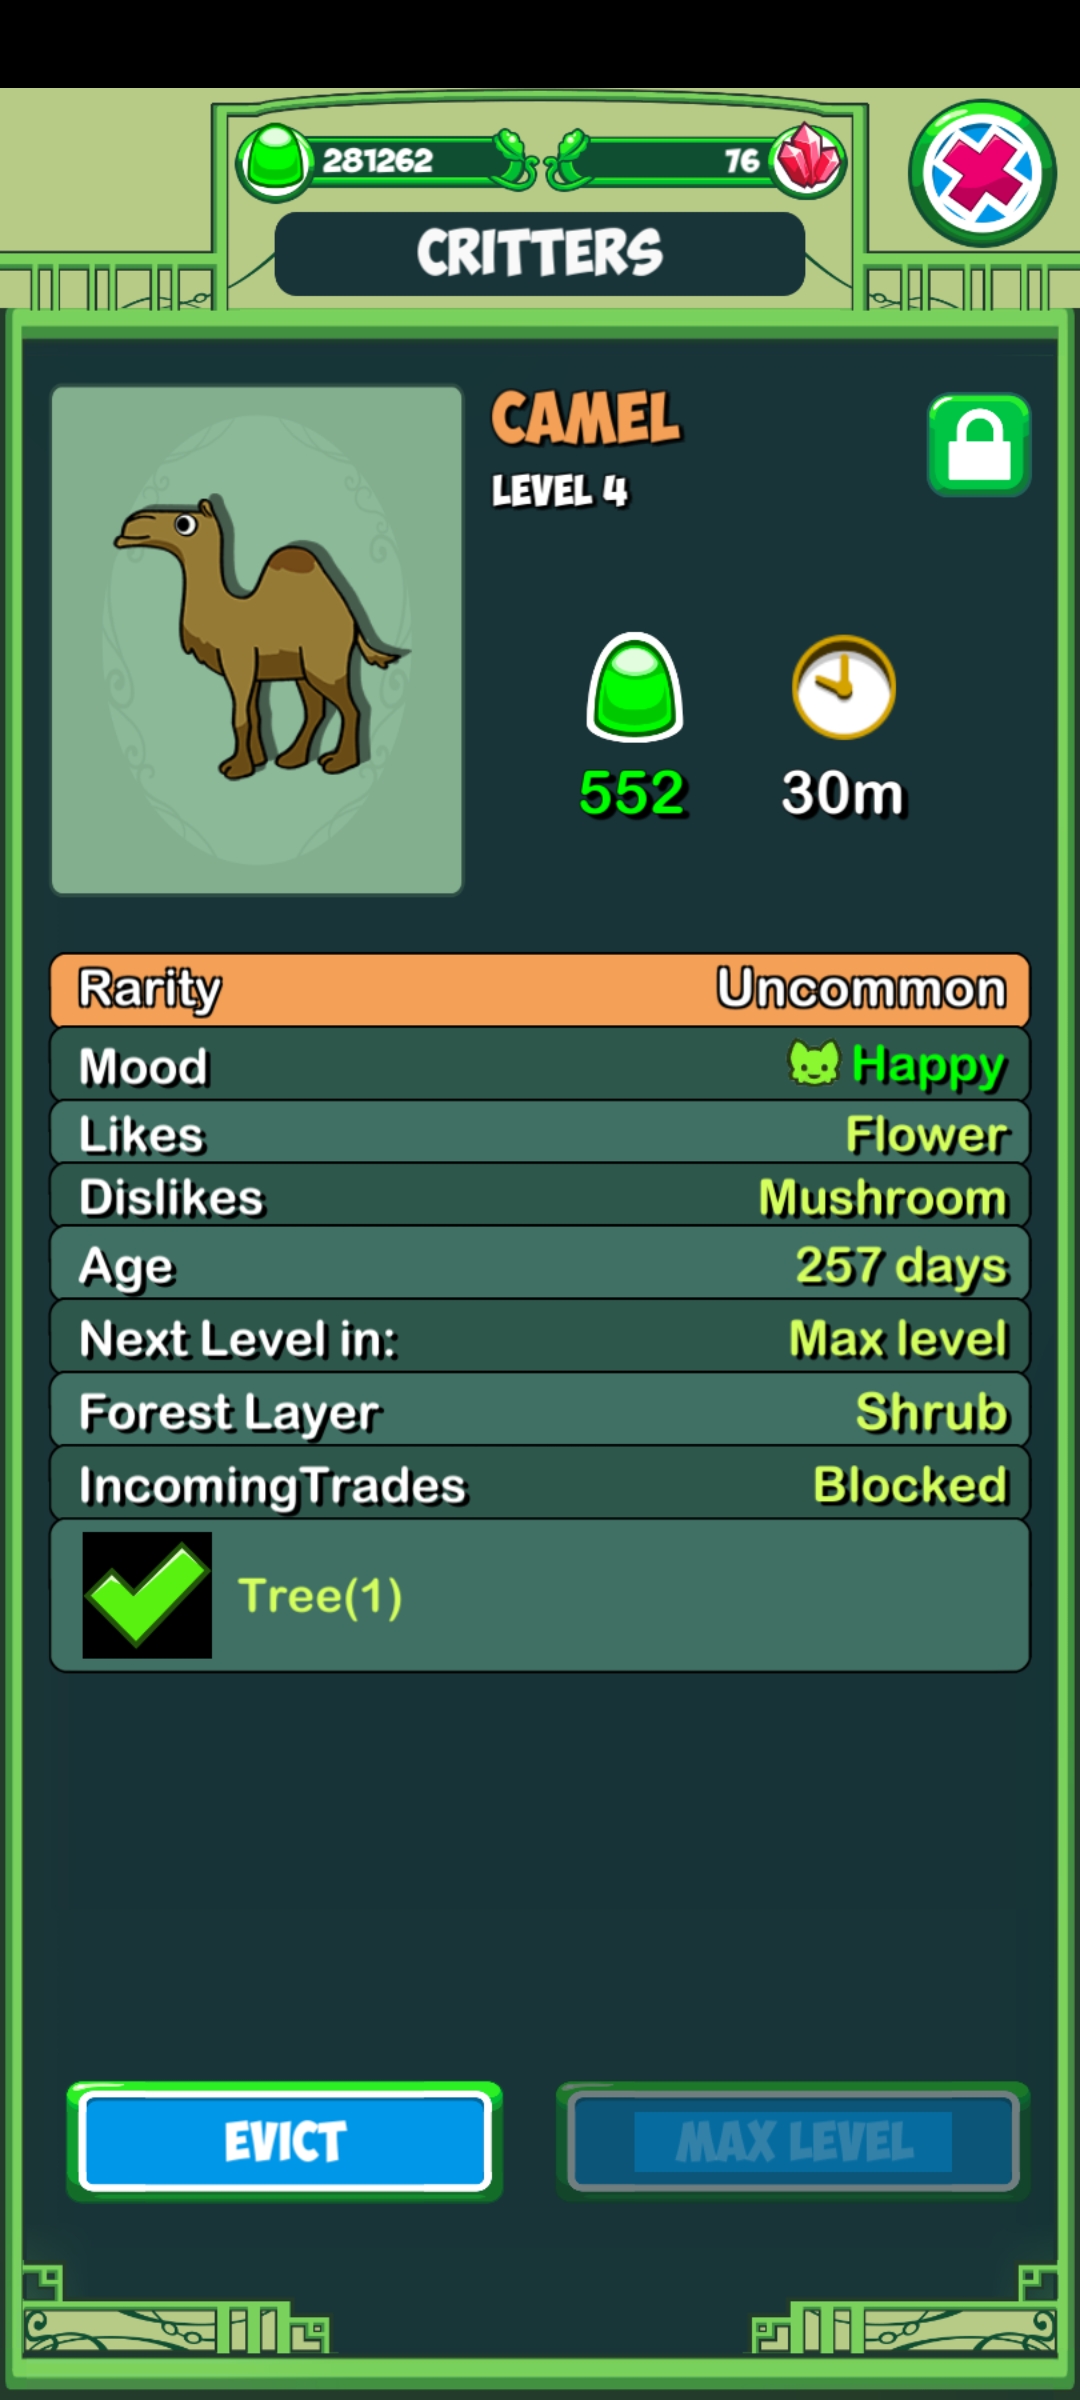 281262 76
CRITTERS
CAMEL
LEVEL 4
552 30m
Rarity Uncommon
Mood Happy
Likes Flower
Dislikes Mushroom
Age 257 days
Next Level in: Max level
Forest Layer Shrub
IncomingTrades Blocked
Tree(1)
EVICT MAX LEVEL